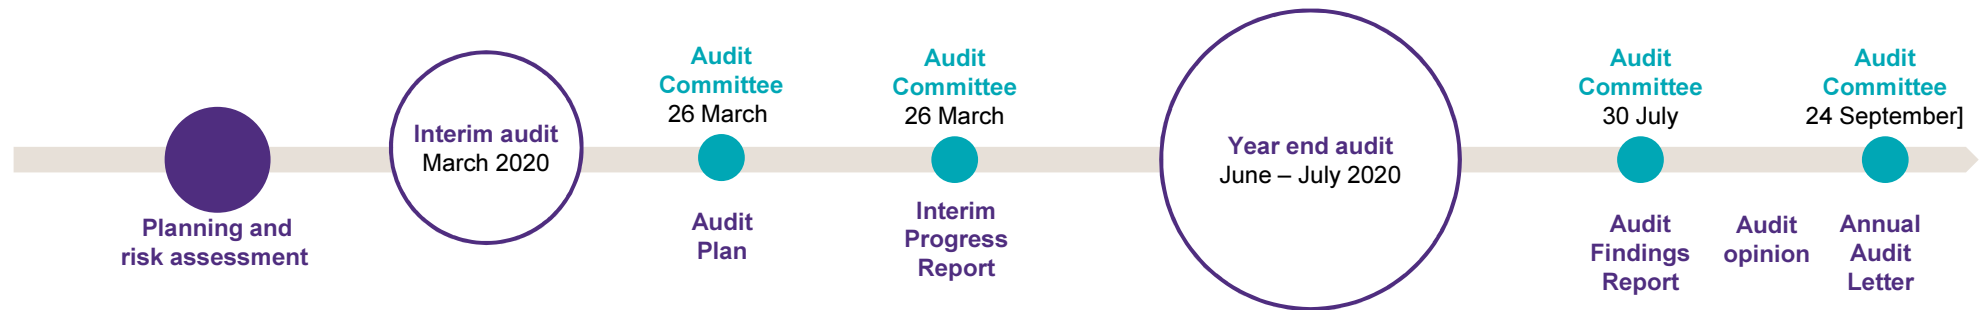 Planning and
risk assessment
Interim audit
March 2020
Audit
Committee
26 March
Audit
Plan
Audit
Committee
26 March
Interim
Progress
Report
Year end audit
June – July 2020
Audit
Committee
30 July
Audit
Findings
Report
Audit
opinion
Audit
Committee
24 September]
Annual
Audit
Letter